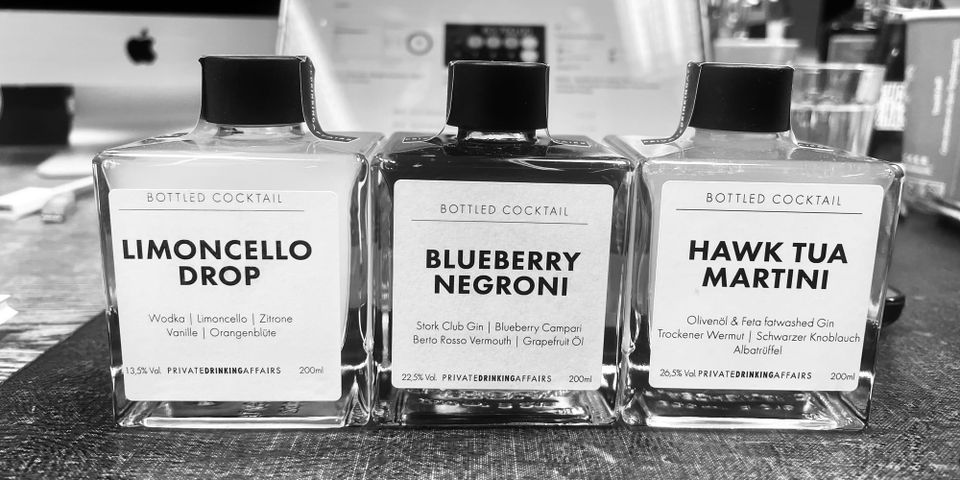 BOTTLED COCKTAIL
LIMONCELLO
DROP
Wodka | Limoncello | Zitrone
Vanille | Orangenblüte
13,5% Vol. PRIVATEDRINKINGAFFAIRS 200ml
BOTTLED COCKTAIL
BLUEBERRY
NEGRONI
Stork Club Gin | Blueberry Campari
Berto Rosso Vermouth | Grapefruit Öl
22,5% Vol. PRIVATEDRINKINGAFFAIRS 200ml
BOTTLED COCKTAIL
HAWK TUA
MARTINI
Olivenöl & Feta fatwashed Gin
Trockener Wermut | Schwarzer Knoblauch
Albatrüffel
26,5% Vol. PRIVATEDRINKINGAFFAIRS 200ml